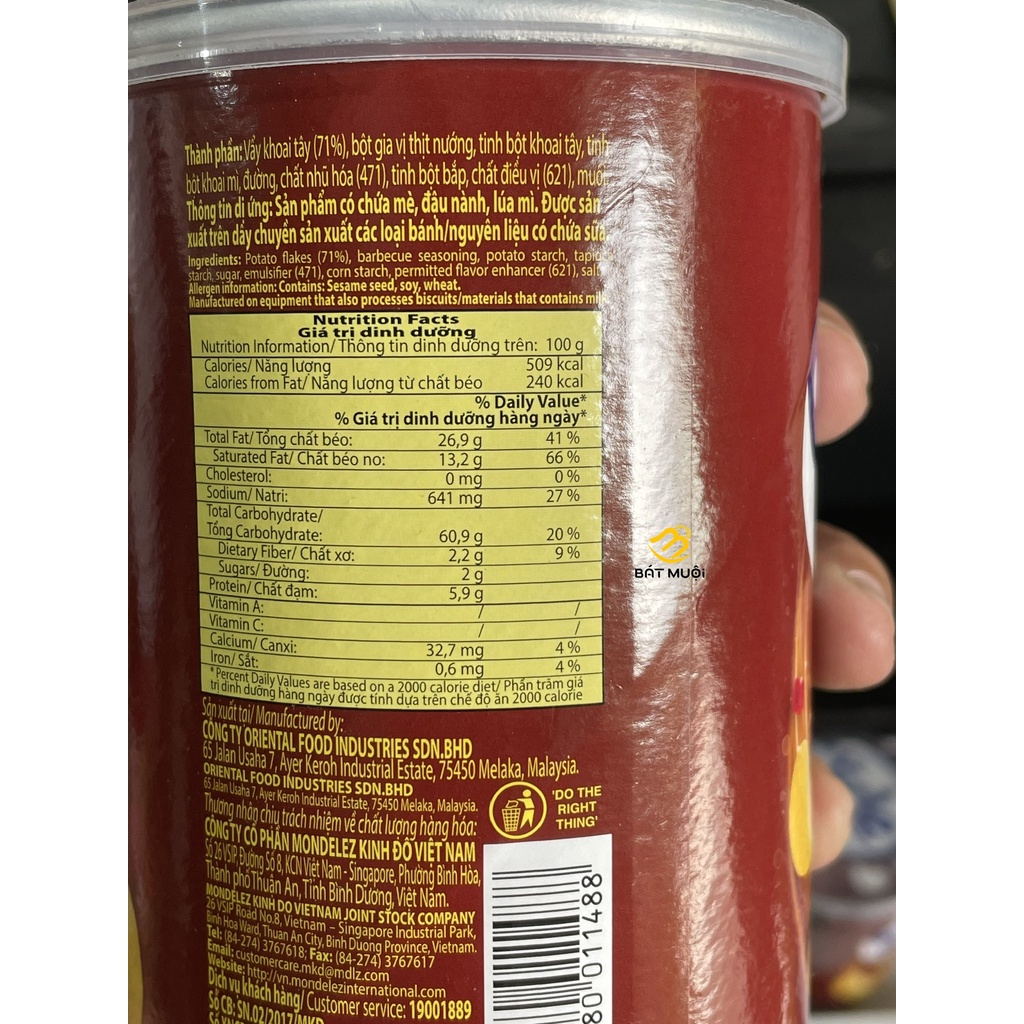 Thành phần: Vảy khoai tây (71%), bột gia vị thịt nướng, tinh bột khoai tây, tinh
bột khoai mì, đường, chất nhũ hóa (471), tinh bột bắp, chất điều vị (621), muối
Thông tin dị ứng: Sản phẩm có chứa mè, đậu nành, lúa mì. Được sản
xuất trên dây chuyền sản xuất các loại bánh/nguyên liệu có chứa sữa
Ingredients: Potato flakes (71%), barbecue seasoning, potato starch, tapioca
starch, sugar, emulsifier (471), corn starch, permitted flavor enhancer (621), salt
Allergen information: Contains: Sesame seed, soy, wheat.
Manufactured on equipment that also processes biscuits/materials that contains milk
Nutrition Facts
Giá trị dinh dưỡng
Nutrition Information/ Thông tin dinh dưỡng trên: 100 g
Calories/ Năng lượng 509 kcal
Calories from Fat/ Năng lượng từ chất béo 240 kcal
% Daily Value*
% Giá trị dinh dưỡng hàng ngày*
Total Fat/ Tổng chất béo: 26,9 g 41 %
Saturated Fat/ Chất béo no: 13,2 g 66 %
Cholesterol: 0 mg 0 %
Sodium/ Natri: 641 mg 27 %
Total Carbohydrate/
Tổng Carbohydrate: 60,9 g 20 %
Dietary Fiber/ Chất xơ: 2,2 g 9 %
Sugars/ Đường: 2 g
Protein/ Chất đạm: 5,9 g
Vitamin A: / /
Vitamin C: / /
Calcium/ Canxi: 32,7 mg 4 %
Iron/ Sắt: 0,6 mg 4 %
* Percent Daily Values are based on a 2000 calorie diet/ Phần trăm giá
trị dinh dưỡng hàng ngày được tính dựa trên chế độ ăn 2000 calorie
BÁT MUỘI
Sản xuất tại/ Manufactured by:
CÔNG TY ORIENTAL FOOD INDUSTRIES SDN.BHD
65 Jalan Usaha 7, Ayer Keroh Industrial Estate, 75450 Melaka, Malaysia.
ORIENTAL FOOD INDUSTRIES SDN.BHD
65 Jalan Usaha 7, Ayer Keroh Industrial Estate, 75450 Melaka, Malaysia.
Thương nhân chịu trách nhiệm về chất lượng hàng hóa:
CÔNG TY CỔ PHẦN MONDELEZ KINH ĐÔ VIỆT NAM
Số 26 VSIP, Đường Số 8, KCN Việt Nam - Singapore, Phường Bình Hòa,
Thành phố Thuận An, Tỉnh Bình Dương, Việt Nam.
MONDELEZ KINH DO VIETNAM JOINT STOCK COMPANY
26 VSIP Road No.8, Vietnam – Singapore Industrial Park,
Binh Hoa Ward, Thuan An City, Binh Duong Province, Vietnam.
Tel: (84-274) 3767618; Fax: (84-274) 3767617
Email: customercare.mkd@mdlz.com
Website: http://vn.mondelezinternational.com
Dịch vụ khách hàng/ Customer service: 19001889
Số CB: SN.02/2017/MKD
'DO THE
RIGHT
THING'
80 011488